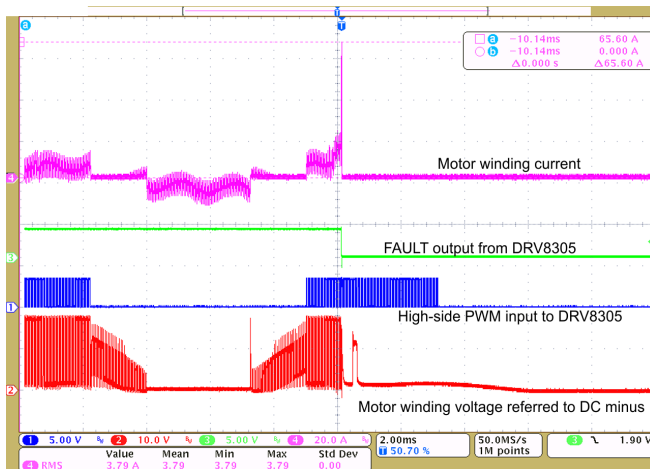 a
T
T
a -10.14ms 65.60 A
b -10.14ms 0.000 A
Δ0.000 s Δ65.60 A
Motor winding current
4
FAULT output from DRV8305
3
1
High-side PWM input to DRV8305
2
Motor winding voltage referred to DC minus
1 5.00 V 2 10.0 V 3 5.00 V 4 20.0 A
2.00ms
T 50.70 %
50.0MS/s
1M points
3 1.90 V
Value Mean Min Max Std Dev
4 RMS 3.79 A 3.79 3.79 3.79 0.00